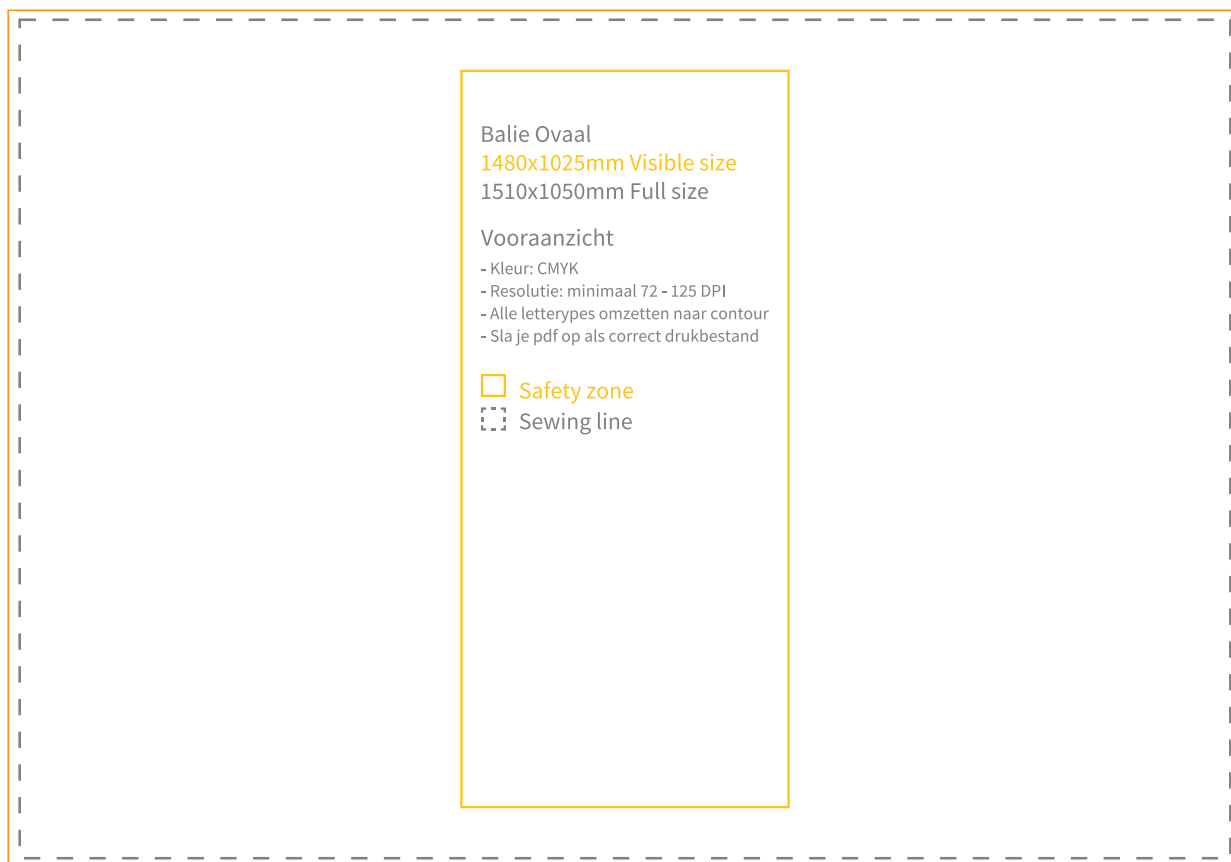 Balie Ovaal
1480x1025mm Visible size
1510x1050mm Full size
Vooraanzicht
- Kleur: CMYK
- Resolutie: minimaal 72 - 125 DPI
- Alle letterypes omzetten naar contour
- Sla je pdf op als correct drukbestand
Safety zone
Sewing line